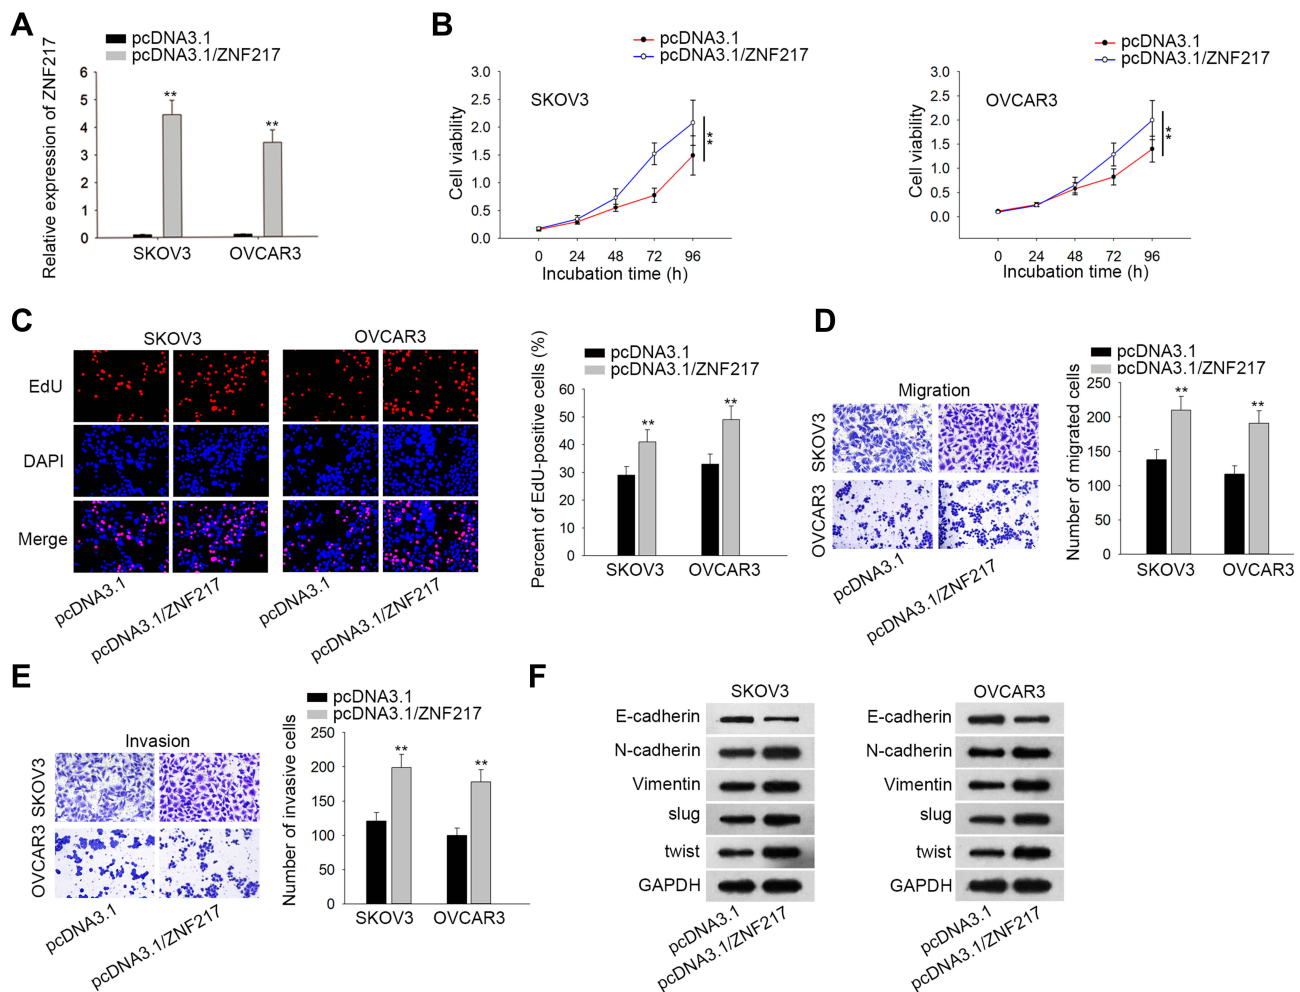 A
pcDNA3.1
pcDNA3.1/ZNF217
Relative expression of ZNF217
6
5
4
3
2
1
0
**
**
SKOV3
OVCAR3
B
pcDNA3.1
pcDNA3.1/ZNF217
SKOV3
Cell viability
3.0
2.5
2.0
1.5
1.0
0.5
0.0
**
0 24 48 72 96
Incubation time (h)
pcDNA3.1
pcDNA3.1/ZNF217
OVCAR3
Cell viability
3.0
2.5
2.0
1.5
1.0
0.5
0.0
**
0 24 48 72 96
Incubation time (h)
C
SKOV3
OVCAR3
EdU
DAPI
Merge
pcDNA3.1
pcDNA3.1/ZNF217
pcDNA3.1
pcDNA3.1/ZNF217
pcDNA3.1
pcDNA3.1/ZNF217
Percent of EdU-positive cells (%)
60
50
40
30
20
10
0
**
**
SKOV3
OVCAR3
D
Migration
SKOV3
OVCAR3
pcDNA3.1
pcDNA3.1/ZNF217
pcDNA3.1
pcDNA3.1/ZNF217
Number of migrated cells
250
200
150
100
50
0
**
**
SKOV3
OVCAR3
E
Invasion
SKOV3
OVCAR3
pcDNA3.1
pcDNA3.1/ZNF217
pcDNA3.1
pcDNA3.1/ZNF217
Number of invasive cells
250
200
150
100
50
0
**
**
SKOV3
OVCAR3
F
SKOV3
E-cadherin
N-cadherin
Vimentin
slug
twist
GAPDH
pcDNA3.1
pcDNA3.1/ZNF217
OVCAR3
E-cadherin
N-cadherin
Vimentin
slug
twist
GAPDH
pcDNA3.1
pcDNA3.1/ZNF217